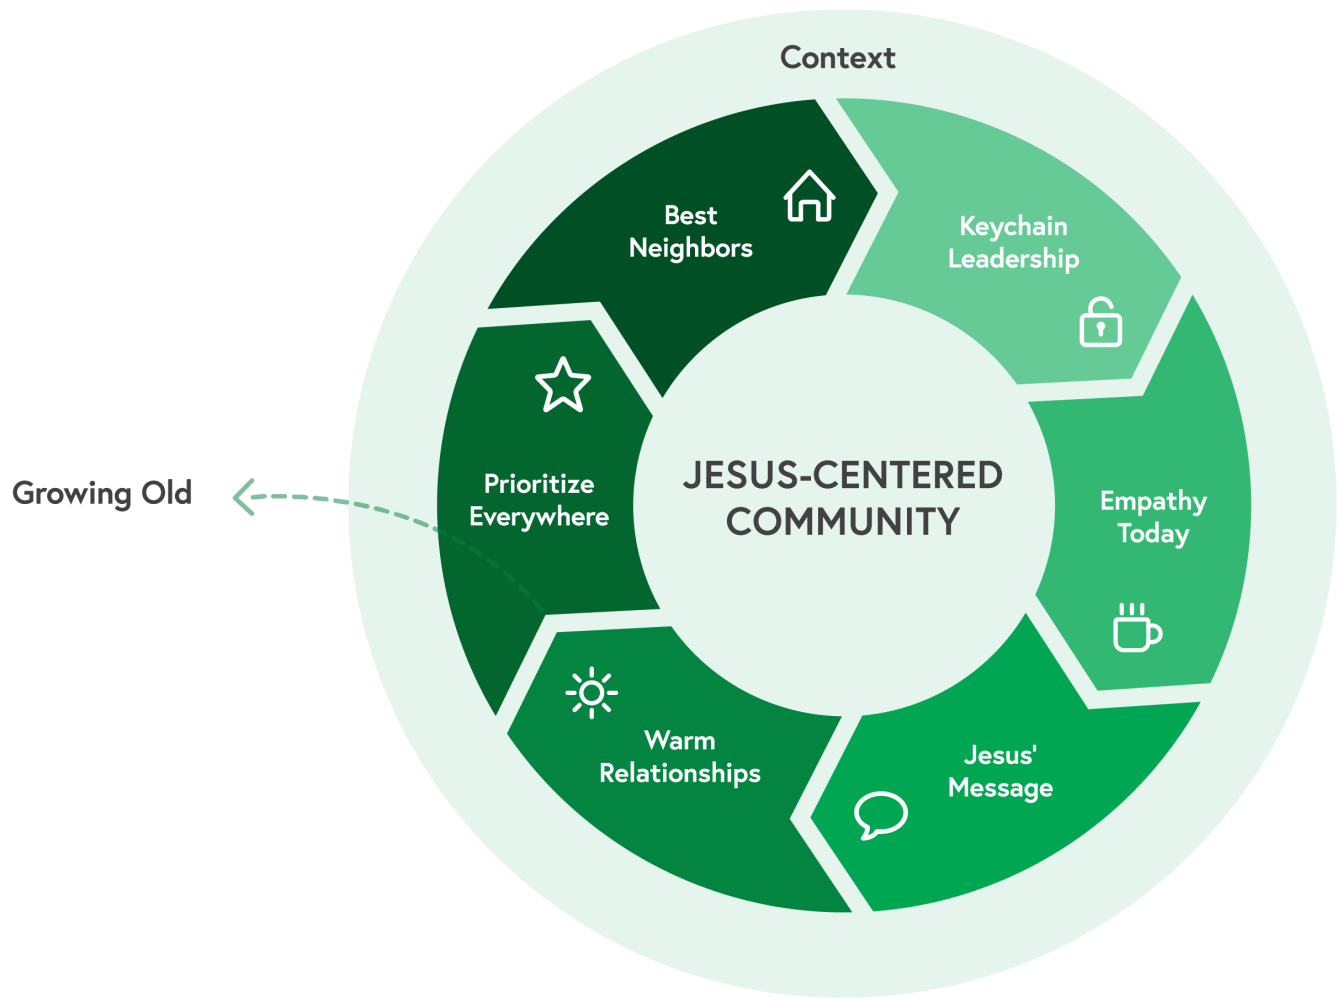 Context
Keychain
Leadership
Empathy
Today
Jesus'
Message
Warm
Relationships
Prioritize
Everywhere
Best
Neighbors
JESUS-CENTERED
COMMUNITY
Growing Old